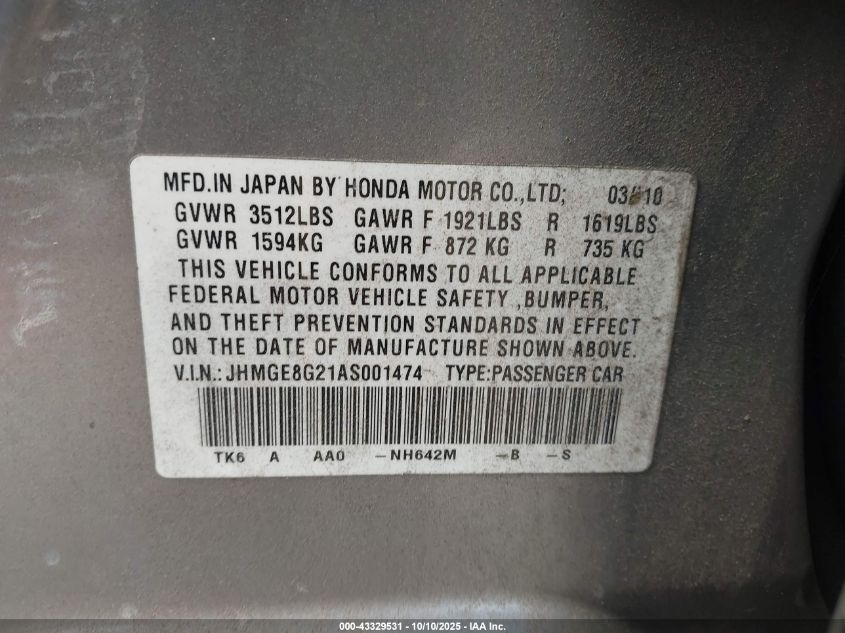 MFD.IN JAPAN BY HONDA MOTOR CO.,LTD; 03/10
GVWR 3512LBS GAWR F 1921LBS R 1619LBS
GVWR 1594KG GAWR F 872 KG R 735 KG
THIS VEHICLE CONFORMS TO ALL APPLICABLE
FEDERAL MOTOR VEHICLE SAFETY ,BUMPER,
AND THEFT PREVENTION STANDARDS IN EFFECT
ON THE DATE OF MANUFACTURE SHOWN ABOVE.
V.I.N.: JHMGE8G21AS001474 TYPE:PASSENGER CAR
TK6 A AA0 -NH642M -B -S
000-43329531 - 10/10/2025 - IAA Inc.